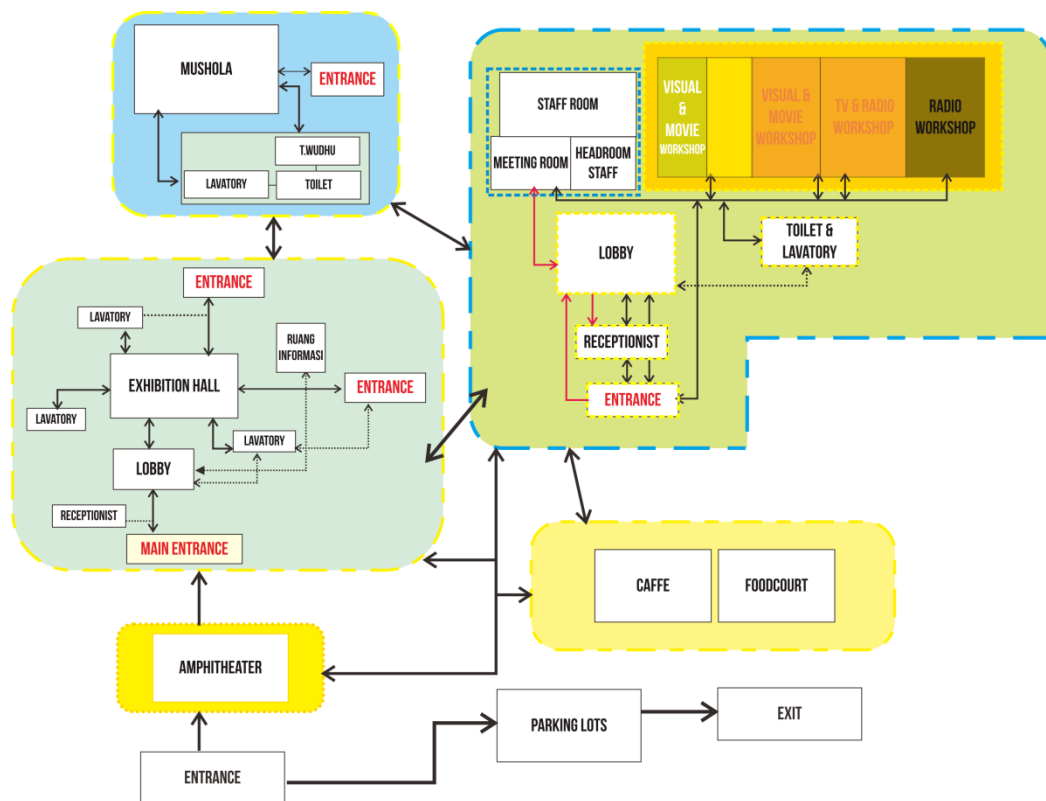 MUSHOLA
ENTRANCE
T.WUDHU
LAVATORY
TOILET
STAFF ROOM
MEETING ROOM
HEADROOM
STAFF
VISUAL
&
MOVIE
WORKSHOP
VISUAL &
MOVIE
WORKSHOP
TV & RADIO
WORKSHOP
RADIO
WORKSHOP
LOBBY
TOILET &
LAVATORY
RECEPTIONIST
ENTRANCE
ENTRANCE
LAVATORY
RUANG
INFORMASI
EXHIBITION HALL
ENTRANCE
LAVATORY
LAVATORY
LOBBY
RECEPTIONIST
MAIN ENTRANCE
CAFFE
FOODCOURT
AMPHITHEATER
PARKING LOTS
EXIT
ENTRANCE